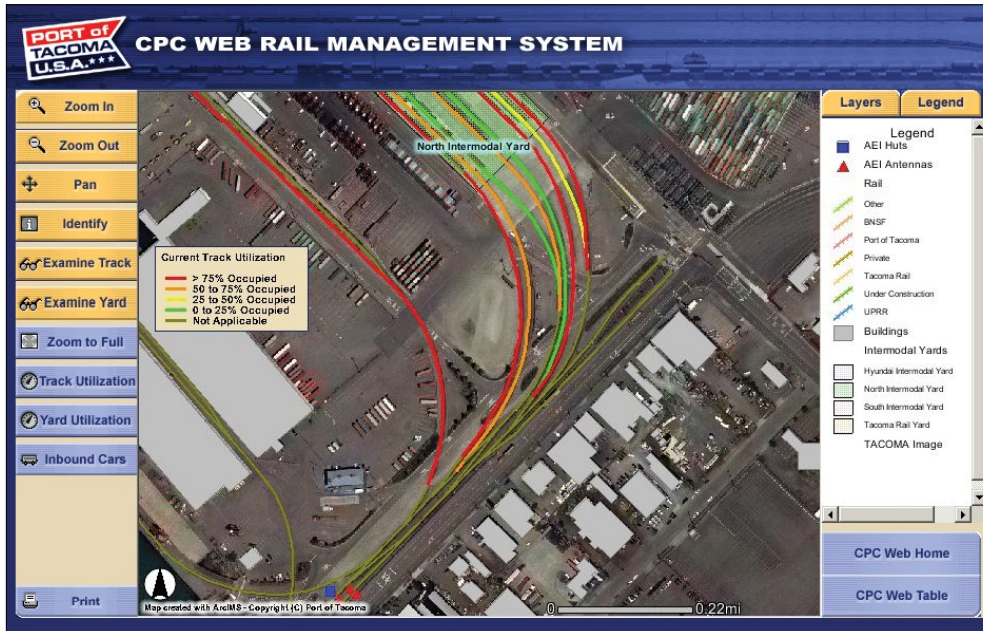 PORT of
TACOMA
U.S.A.★★★
CPC WEB RAIL MANAGEMENT SYSTEM
Zoom In
Zoom Out
Pan
Identify
Examine Track
Examine Yard
Zoom to Full
Track Utilization
Yard Utilization
Inbound Cars
Print
North Intermodal Yard
Current Track Utilization
> 75% Occupied
50 to 75% Occupied
25 to 50% Occupied
0 to 25% Occupied
Not Applicable
Map created with ArcIMS - Copyright (C) Port of Tacoma
0 0.22mi
Layers Legend
Legend
AEI Huts
AEI Antennas
Rail
Other
BNSF
Port of Tacoma
Private
Tacoma Rail
Under Construction
UPRR
Buildings
Intermodal Yards
Hyundai Intermodal Yard
North Intermodal Yard
South Intermodal Yard
Tacoma Rail Yard
TACOMA Image
CPC Web Home
CPC Web Table